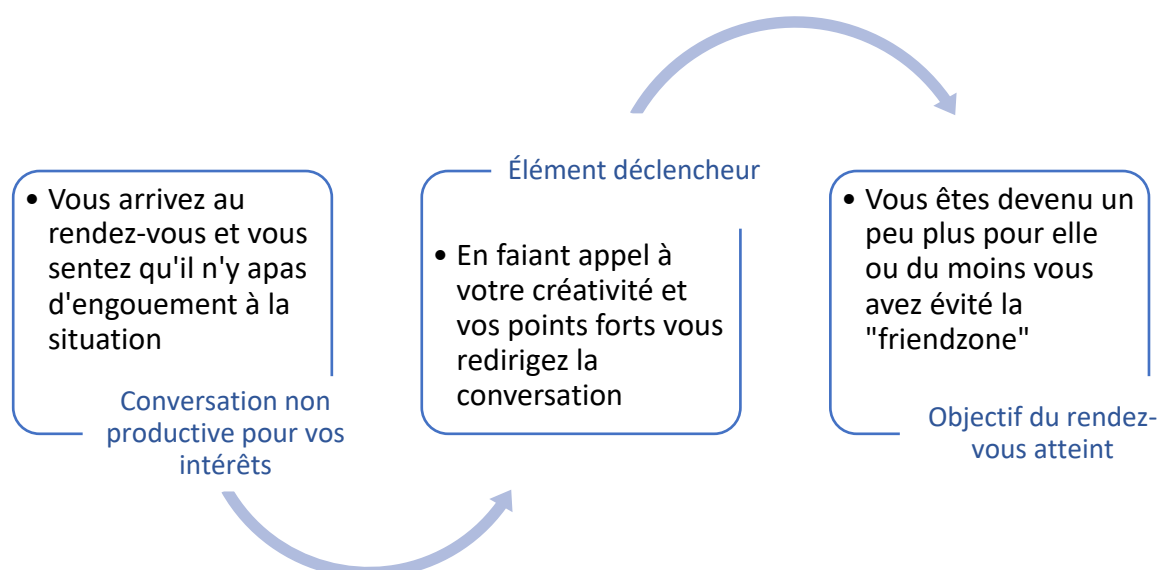 • Vous arrivez au
rendez-vous et vous
sentez qu'il n'y apas
d'engouement à la
situation
Conversation non
productive pour vos
intérêts
Élément déclencheur
• En faiant appel à
votre créativité et
vos points forts vous
redirigez la
conversation
• Vous êtes devenu un
peu plus pour elle
ou du moins vous
avez évité la
"friendzone"
Objectif du rendez-
vous atteint